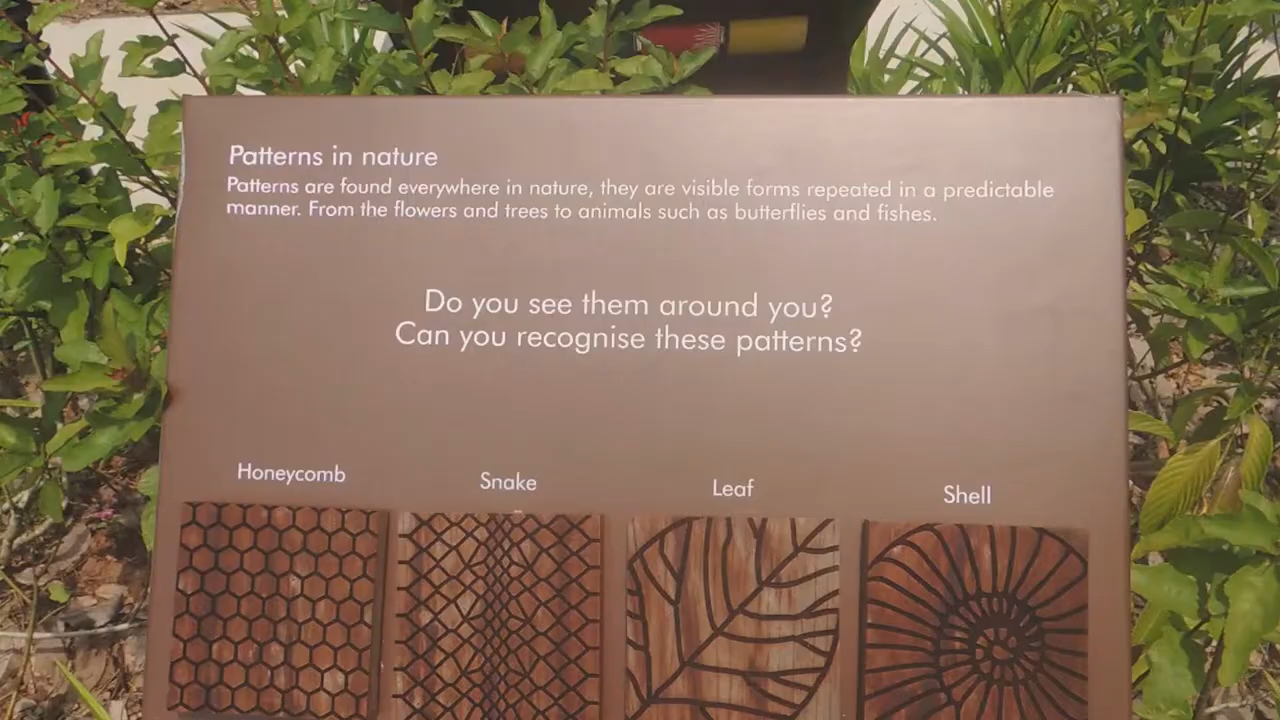 Patterns in nature
Patterns are found everywhere in nature, they are visible forms repeated in a predictable
manner. From the flowers and trees to animals such as butterflies and fishes.
Do you see them around you?
Can you recognise these patterns?
Honeycomb
Snake
Leaf
Shell